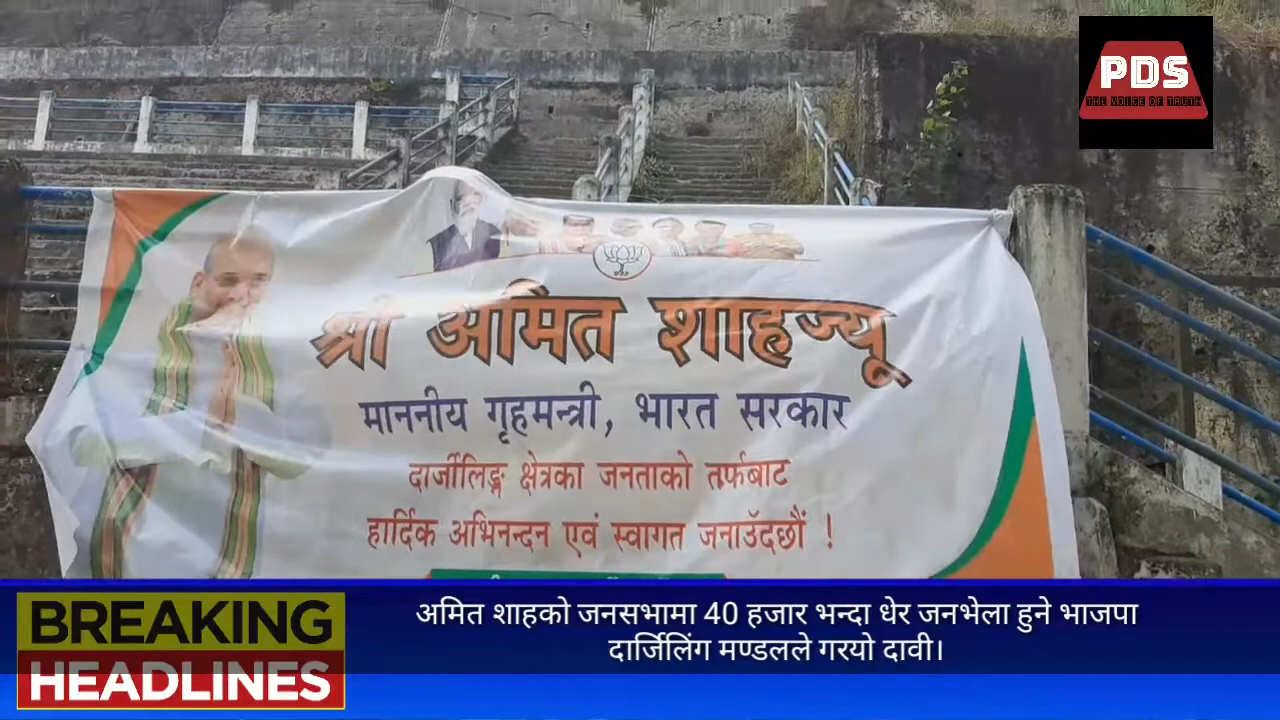 PDS
THE VOICE OF TRUTH
श्री अमित शाहज्यू
माननीय गृहमन्त्री, भारत सरकार
दार्जीलिङ्ग क्षेत्रका जनताको तर्फबाट
हार्दिक अभिनन्दन एवं स्वागत जनाउँदछौं !
BREAKING
HEADLINES
अमित शाहको जनसभामा 40 हजार भन्दा धेर जनभेला हुने भाजपा
दार्जिलिंग मण्डलले गरयो दावी।